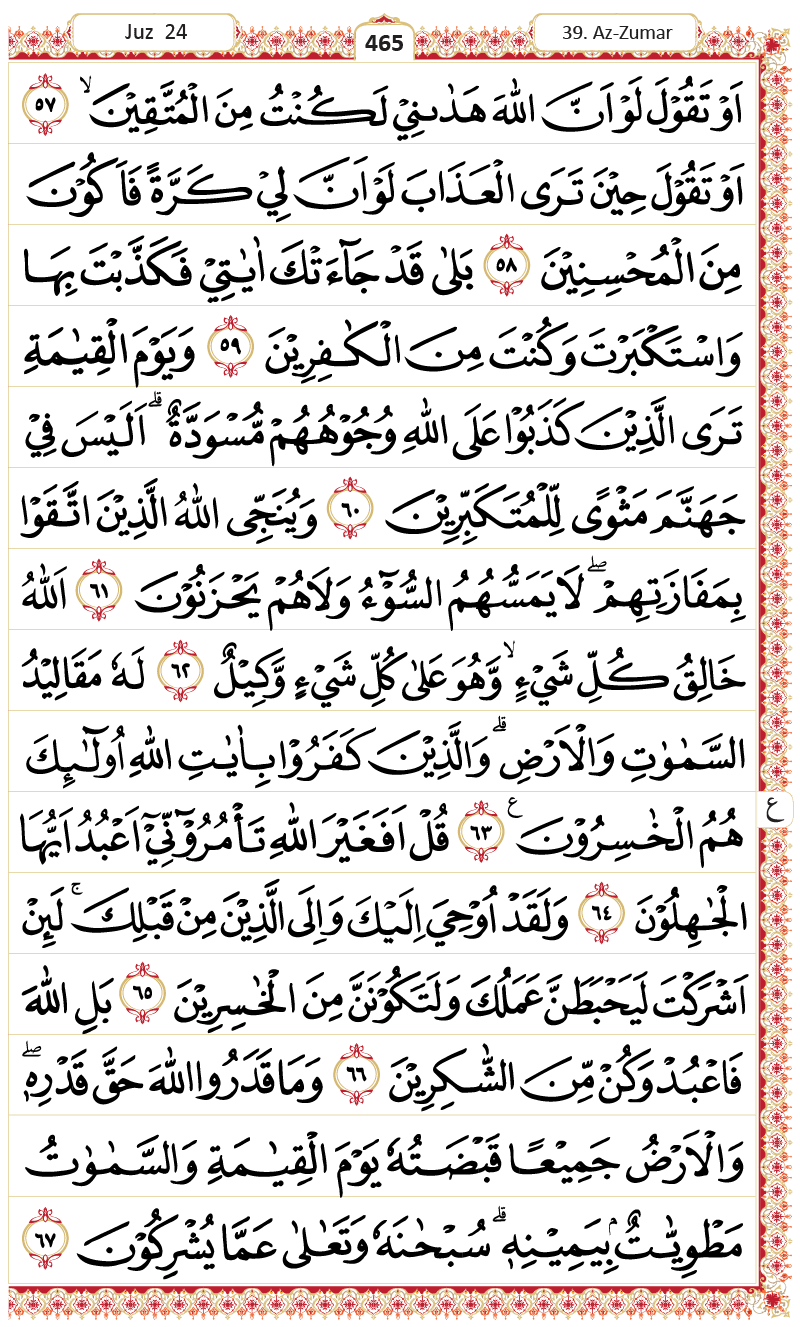 Juz 24
465
39. Az-Zumar
اَوْ تَقُوْلَ لَوْ اَنَّ اللّٰهَ هَدٰىنِيْ لَكُنْتُ مِنَ الْمُتَّقِيْنَ ۙ ٥٧
اَوْ تَقُوْلَ حِيْنَ تَرَى الْعَذَابَ لَوْ اَنَّ لِيْ كَرَّةً فَاَكُوْنَ
مِنَ الْمُحْسِنِيْنَ ٥٨ بَلٰى قَدْ جَآءَتْكَ اٰيٰتِيْ فَكَذَّبْتَ بِهَا
وَاسْتَكْبَرْتَ وَكُنْتَ مِنَ الْكٰفِرِيْنَ ٥٩ وَيَوْمَ الْقِيٰمَةِ
تَرَى الَّذِيْنَ كَذَبُوْا عَلَى اللّٰهِ وُجُوْهُهُمْ مُّسْوَدَّةٌ ۗ اَلَيْسَ فِيْ
جَهَنَّمَ مَثْوًى لِّلْمُتَكَبِّرِيْنَ ٦٠ وَيُنَجِّى اللّٰهُ الَّذِيْنَ اتَّقَوْا
بِمَفَازَتِهِمْ ۖ لَا يَمَسُّهُمُ السُّوْۤءُ وَلَا هُمْ يَحْزَنُوْنَ ٦١ اَللّٰهُ
خَالِقُ كُلِّ شَيْءٍ ۙ وَّهُوَ عَلٰى كُلِّ شَيْءٍ وَّكِيْلٌ ٦٢ لَهٗ مَقَالِيْدُ
السَّمٰوٰتِ وَالْاَرْضِ ۗ وَالَّذِيْنَ كَفَرُوْا بِاٰيٰتِ اللّٰهِ اُولٰۤىِٕكَ
هُمُ الْخٰسِرُوْنَ ࣖ ٦٣ قُلْ اَفَغَيْرَ اللّٰهِ تَأْمُرُوْۤنِّيْٓ اَعْبُدُ اَيُّهَا
ع
الْجٰهِلُوْنَ ٦٤ وَلَقَدْ اُوْحِيَ اِلَيْكَ وَاِلَى الَّذِيْنَ مِنْ قَبْلِكَ ۚ لَىِٕنْ
اَشْرَكْتَ لَيَحْبَطَنَّ عَمَلُكَ وَلَتَكُوْنَنَّ مِنَ الْخٰسِرِيْنَ ٦٥ بَلِ اللّٰهَ
فَاعْبُدْ وَكُنْ مِّنَ الشّٰكِرِيْنَ ٦٦ وَمَا قَدَرُوا اللّٰهَ حَقَّ قَدْرِهٖ ۖ
وَالْاَرْضُ جَمِيْعًا قَبْضَتُهٗ يَوْمَ الْقِيٰمَةِ وَالسَّمٰوٰتُ
مَطْوِيّٰتٌۢ بِيَمِيْنِهٖ ۗ سُبْحٰنَهٗ وَتَعٰلٰى عَمَّا يُشْرِكُوْنَ ٦٧